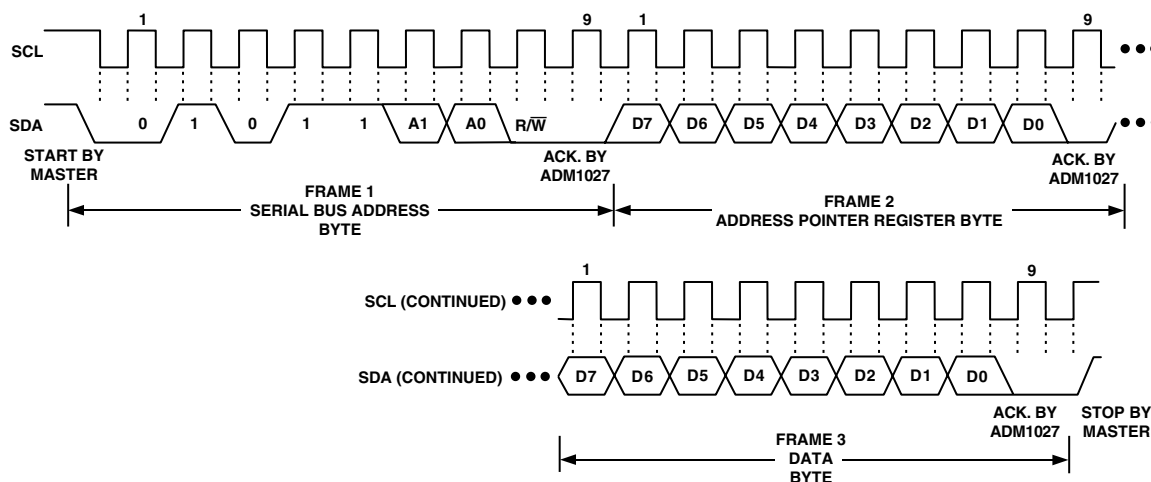 1 9 1 9
SCL
SDA 0 1 0 1 1 A1 A0 R/W̅ D7 D6 D5 D4 D3 D2 D1 D0
START BY
MASTER
ACK. BY
ADM1027
ACK. BY
ADM1027
FRAME 1
SERIAL BUS ADDRESS
BYTE
FRAME 2
ADDRESS POINTER REGISTER BYTE
1 9
SCL (CONTINUED)
SDA (CONTINUED) D7 D6 D5 D4 D3 D2 D1 D0
ACK. BY
ADM1027
STOP BY
MASTER
FRAME 3
DATA
BYTE